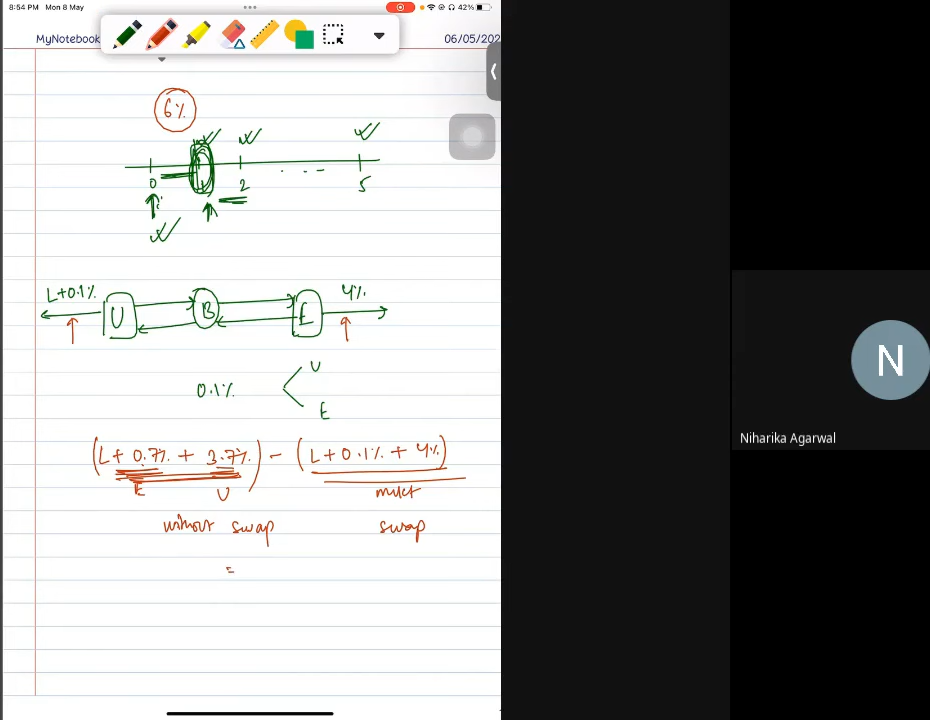 8:54 PM Mon 8 May
42%
MyNotebook
06/05/202
6%
0 1 2 5
L+0.1% U B E 4%
0.1% U
E
(L + 0.7% + 3.7%) - (L + 0.1% + 4%)
E U
without swap swap
=
Niharika Agarwal
N